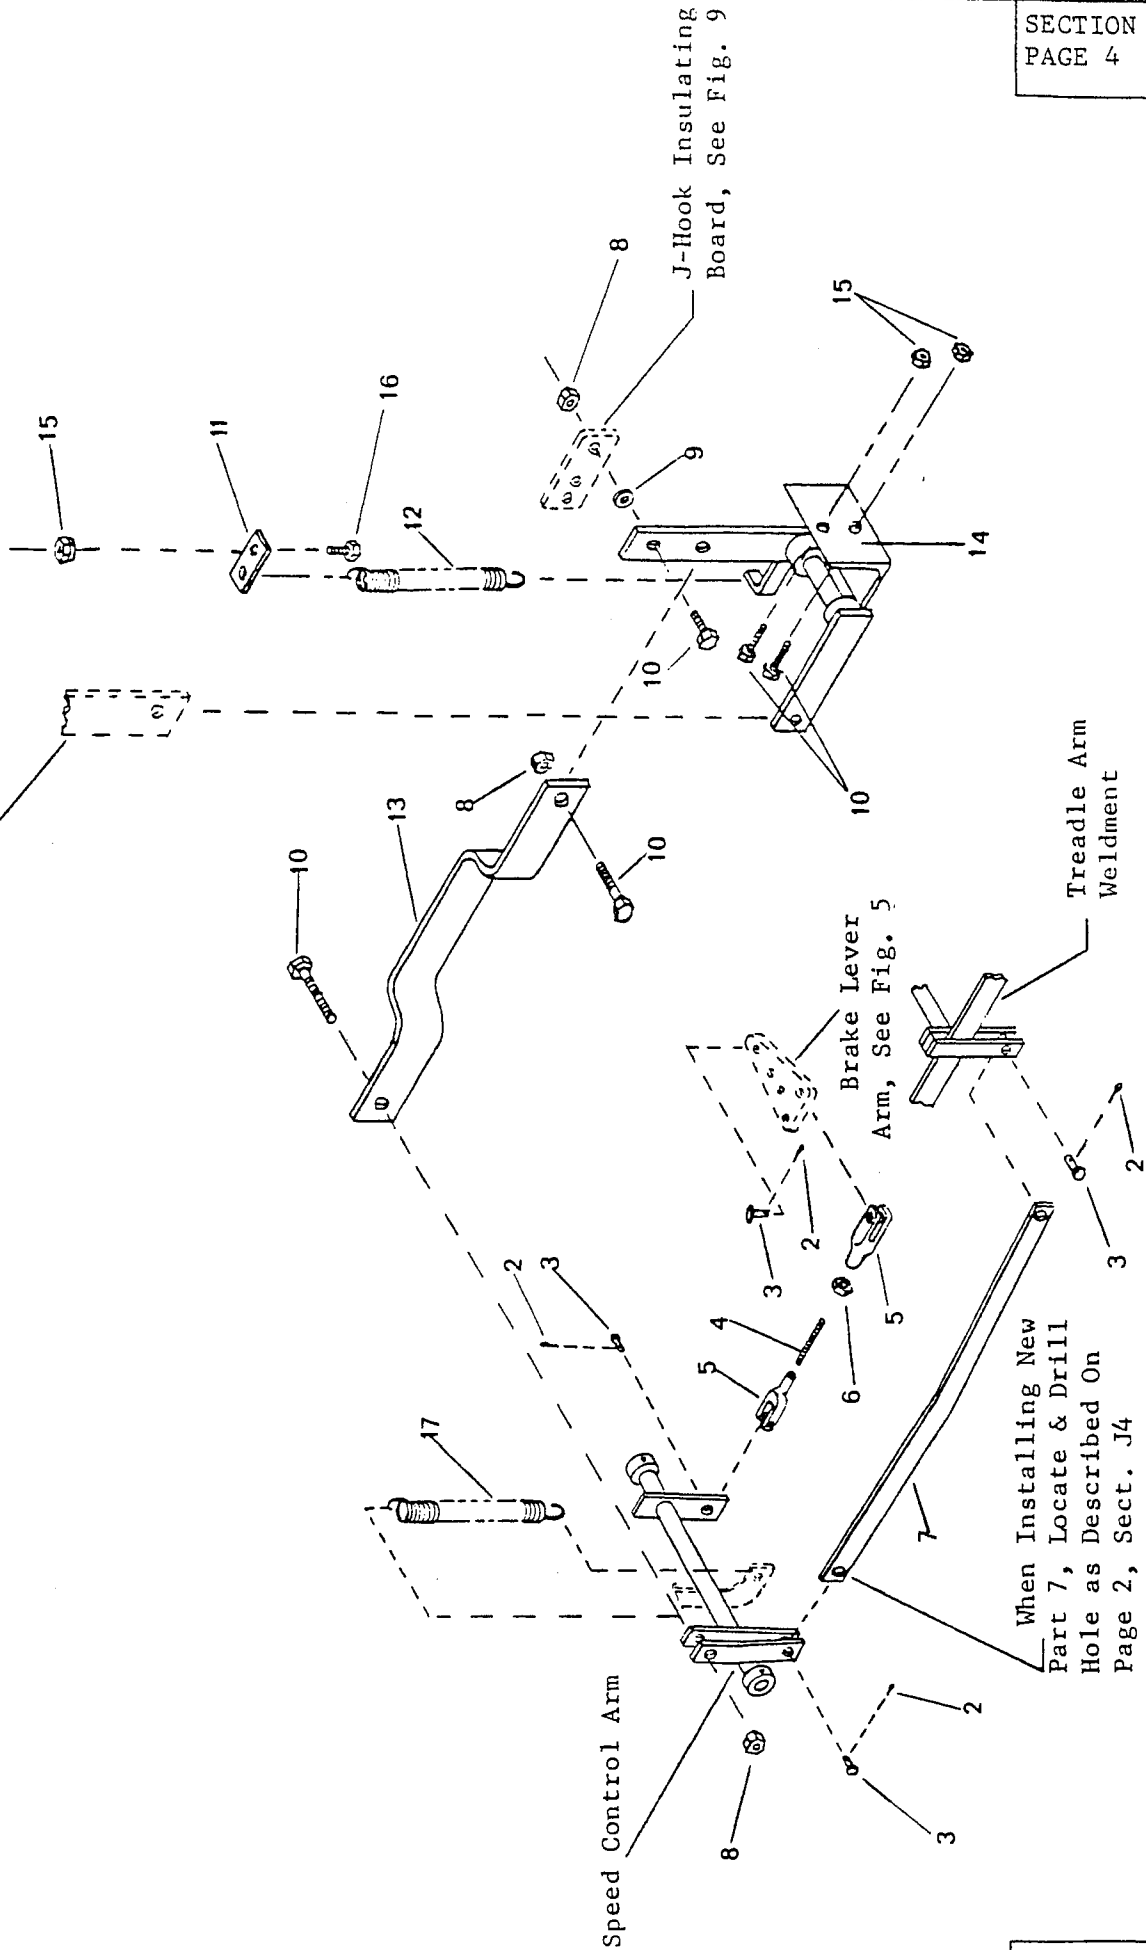 SECTION
PAGE 4
J-Hook Insulating
Board, See Fig. 9
15
11
16
12
8
9
15
14
10
10
13
8
10
10
Brake Lever
Arm, See Fig. 5
Treadle Arm
Weldment
2
3
2
3
2
3
5
4
6
5
17
7
When Installing New
Part 7, Locate & Drill
Hole as Described On
Page 2, Sect. J4
Speed Control Arm
8
2
3